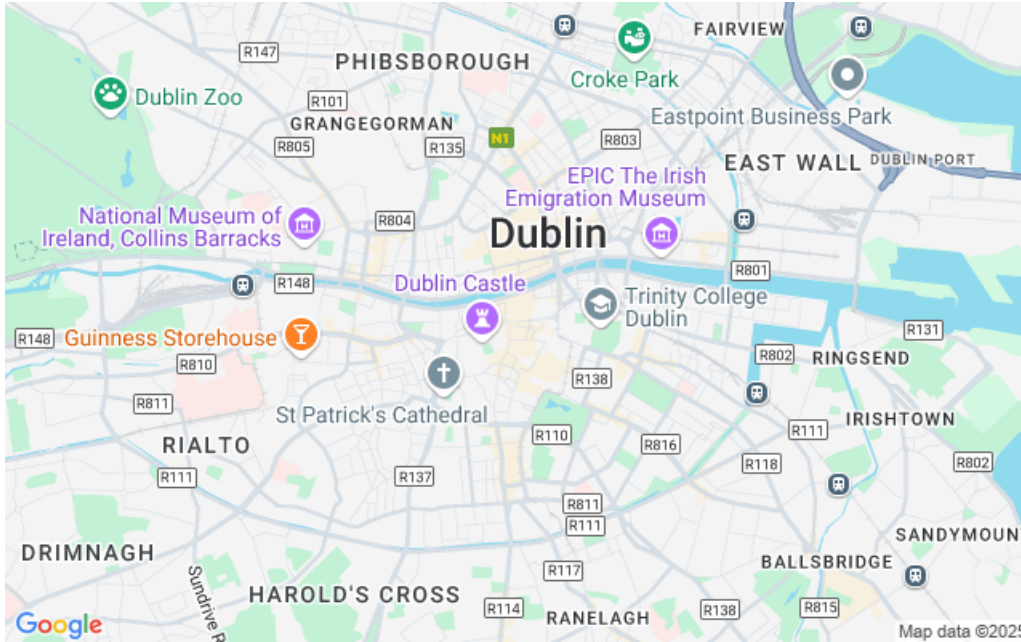 FAIRVIEW
R147
PHIBSBOROUGH
Croke Park
Dublin Zoo
R101
Eastpoint Business Park
GRANGEGORMAN
N1
R803
R805
R135
EAST WALL
DUBLIN PORT
EPIC The Irish
Emigration Museum
National Museum of
Ireland, Collins Barracks
R804
Dublin
R801
R148
Dublin Castle
Trinity College
Dublin
R148
Guinness Storehouse
R131
R802
RINGSEND
R810
R138
R811
St Patrick's Cathedral
IRISHTOWN
R110
R816
R111
RIALTO
R111
R137
R118
R802
R811
R111
SANDYMOUN
DRIMNAGH
BALLSBRIDGE
R117
Sundrive R
HAROLD'S CROSS
R114
RANELAGH
R138
R815
Google
Map data ©2025